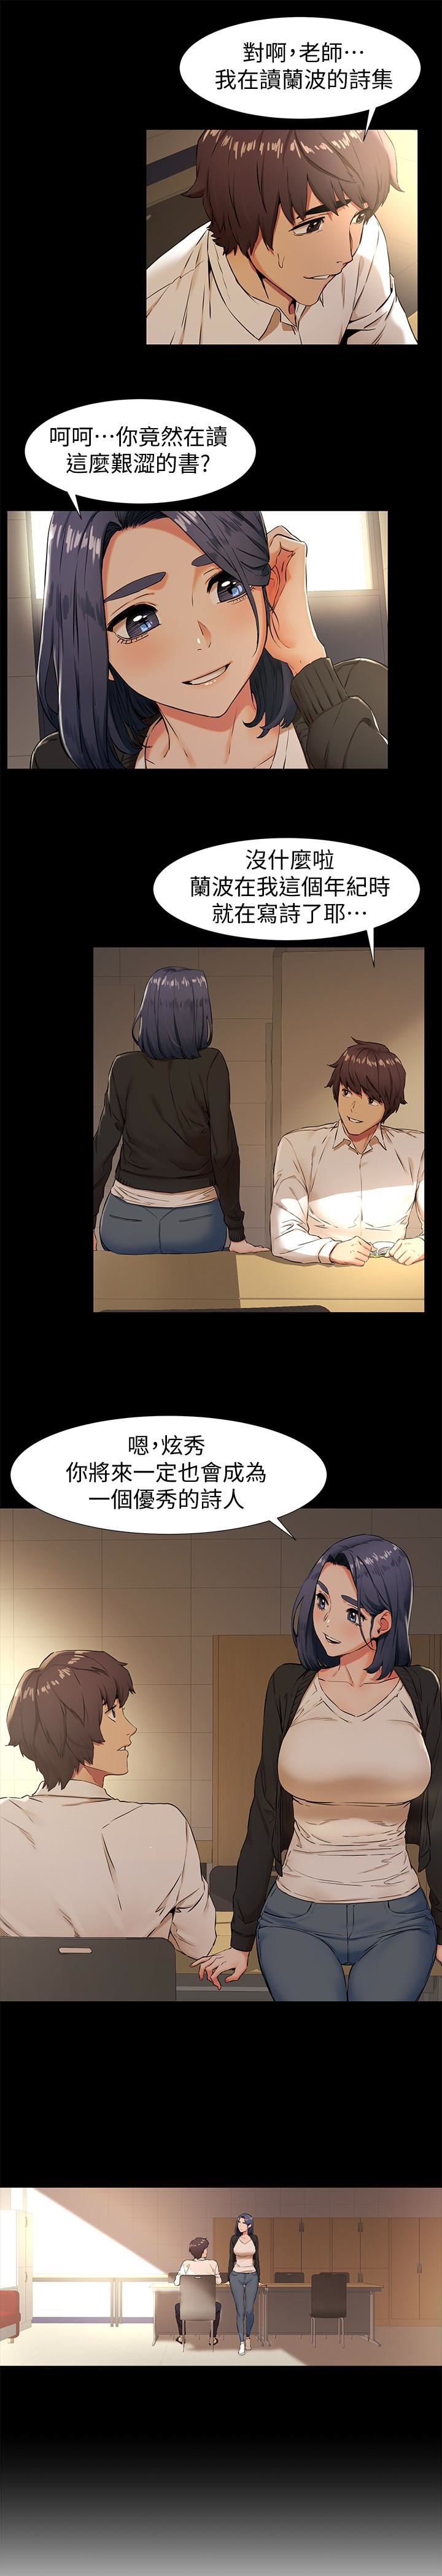 對啊，老師⋯
我在讀蘭波的詩集
呵呵⋯你竟然在讀
這麼艱澀的書？
沒什麼啦
蘭波在我這個年紀時
就在寫詩了耶⋯
嗯，炫秀
你將來一定也會成為
一個優秀的詩人